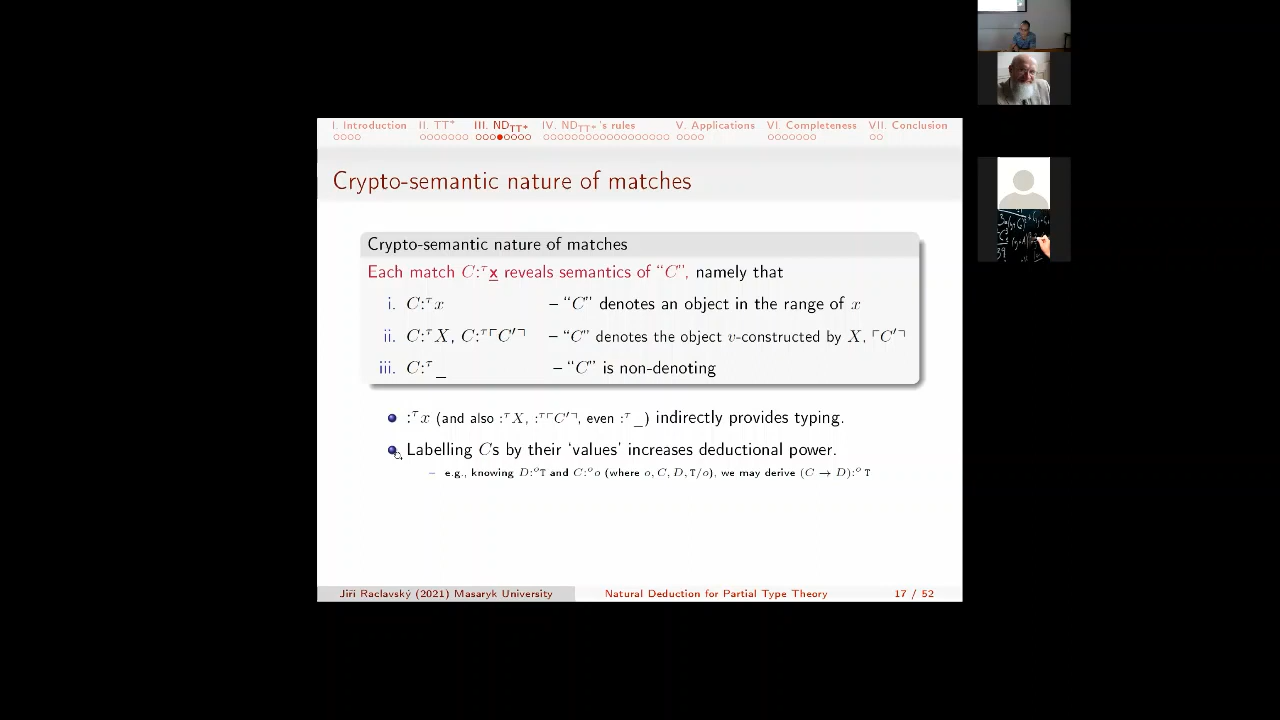 I. Introduction II. TT* III. ND_TT* IV. ND_TT*'s rules V. Applications VI. Completeness VII. Conclusion
Crypto-semantic nature of matches
Crypto-semantic nature of matches
Each match C:^τ x reveals semantics of “C”, namely that
i. C:^τ x – “C” denotes an object in the range of x
ii. C:^τ X, C:^τ ⌜C′⌝ – “C” denotes the object v-constructed by X, ⌜C′⌝
iii. C:^τ _ – “C” is non-denoting
:^τ x (and also :^τ X, :^τ ⌜C′⌝, even :^τ _) indirectly provides typing.
Labelling Cs by their ‘values’ increases deductional power.
– e.g., knowing D:^o T and C:^o o (where o, C, D, T/o), we may derive (C → D):^o T
Jiří Raclavský (2021) Masaryk University Natural Deduction for Partial Type Theory 17 / 52